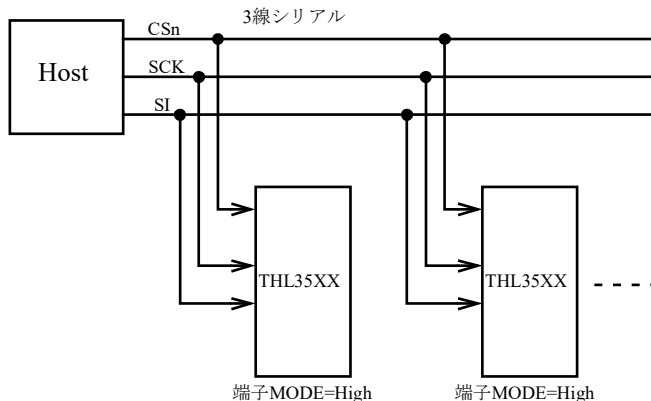 CSn
3線シリアル
Host
SCK
SI
THL35XX
THL35XX
端子MODE=High
端子MODE=High